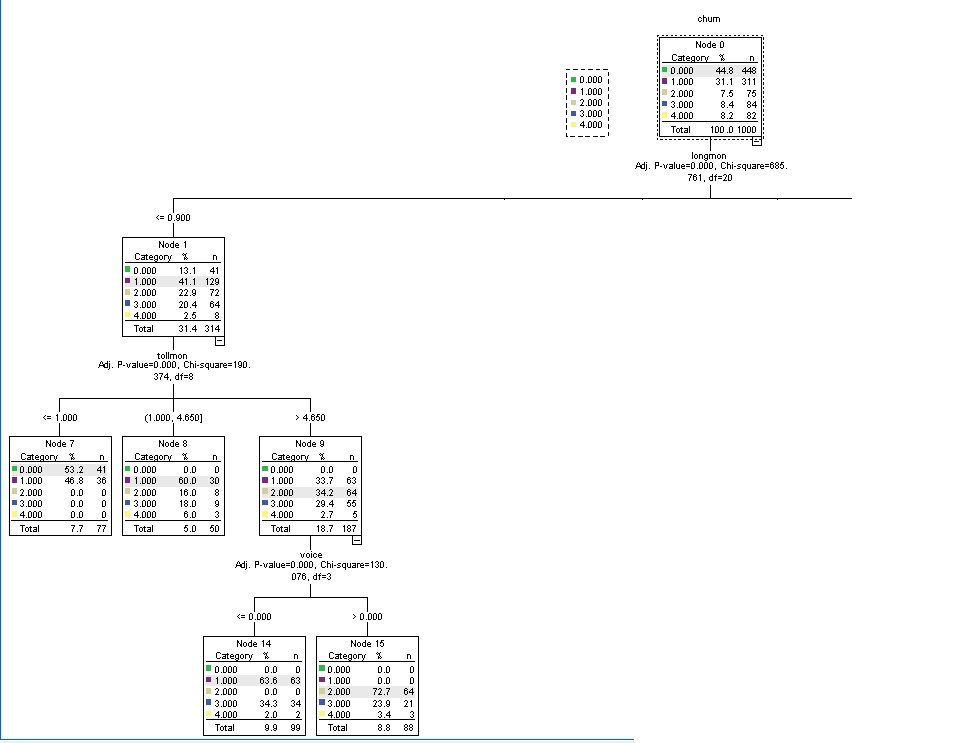 churn
Node 0
Category % n
0.000 44.8 448
1.000 31.1 311
2.000 7.5 75
3.000 8.4 84
4.000 8.2 82
Total 100.0 1000
0.000
1.000
2.000
3.000
4.000
longmon
Adj. P-value=0.000, Chi-square=685.
761, df=20
<= 0.900
Node 1
Category % n
0.000 13.1 41
1.000 41.1 129
2.000 22.9 72
3.000 20.4 64
4.000 2.5 8
Total 31.4 314
tollmon
Adj. P-value=0.000, Chi-square=190.
374, df=8
<= 1.000
(1.000, 4.650]
> 4.650
Node 7
Category % n
0.000 53.2 41
1.000 46.8 36
2.000 0.0 0
3.000 0.0 0
4.000 0.0 0
Total 7.7 77
Node 8
Category % n
0.000 0.0 0
1.000 60.0 30
2.000 16.0 8
3.000 18.0 9
4.000 6.0 3
Total 5.0 50
Node 9
Category % n
0.000 0.0 0
1.000 33.7 63
2.000 34.2 64
3.000 29.4 55
4.000 2.7 5
Total 18.7 187
voice
Adj. P-value=0.000, Chi-square=130.
076, df=3
<= 0.000
> 0.000
Node 14
Category % n
0.000 0.0 0
1.000 63.6 63
2.000 0.0 0
3.000 34.3 34
4.000 2.0 2
Total 9.9 99
Node 15
Category % n
0.000 0.0 0
1.000 0.0 0
2.000 72.7 64
3.000 23.9 21
4.000 3.4 3
Total 8.8 88